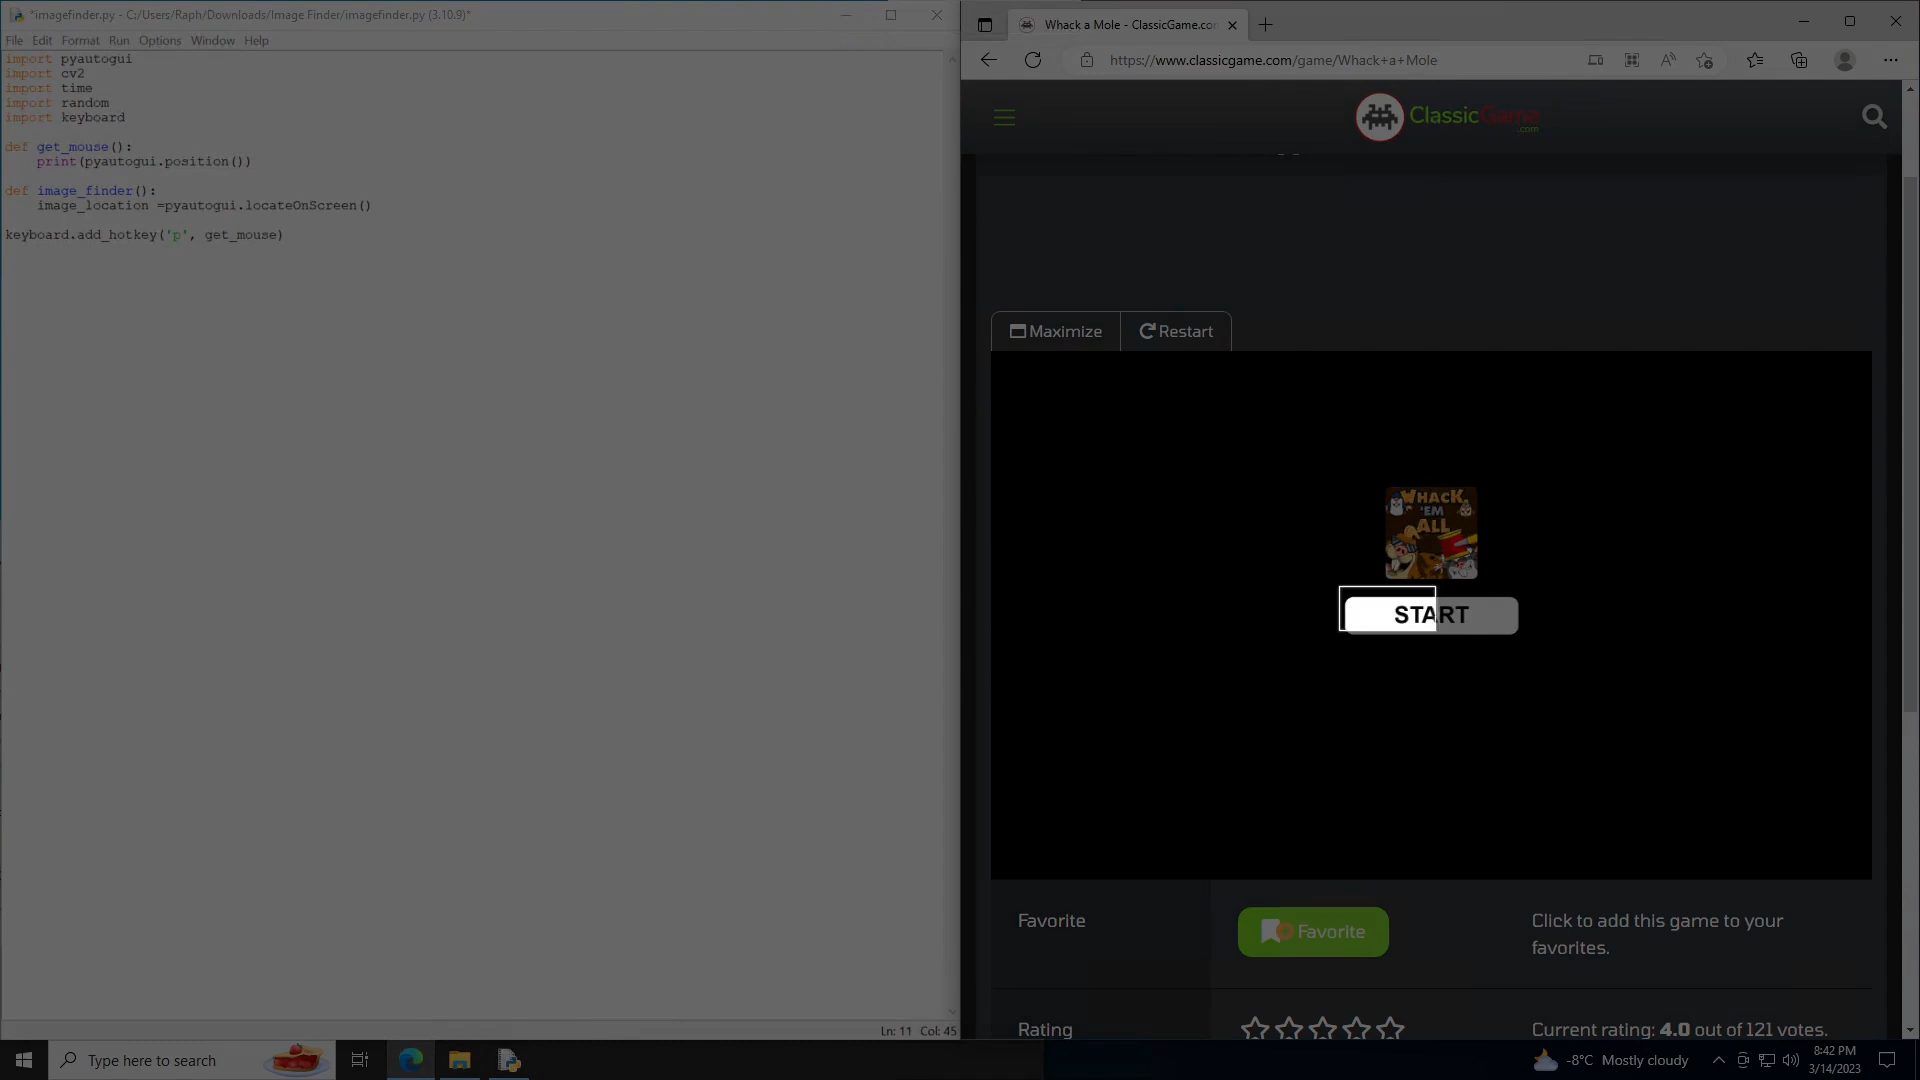 *imagefinder.py - C:/Users/Raph/Downloads/Image Finder/imagefinder.py (3.10.9)*
File Edit Format Run Options Window Help
import pyautogui
import cv2
import time
import random
import keyboard
def get_mouse():
print(pyautogui.position())
def image_finder():
image_location =pyautogui.locateOnScreen()
keyboard.add_hotkey('p', get_mouse)
Ln: 11 Col: 45
Whack a Mole - ClassicGame.co
https://www.classicgame.com/game/Whack+a+Mole
ClassicGame
.com
Maximize Restart
WHACK
'EM
ALL
START
Favorite Favorite Click to add this game to your
favorites.
Rating Current rating: 4.0 out of 121 votes.
Type here to search -8°C Mostly cloudy 8:42 PM
3/14/2023